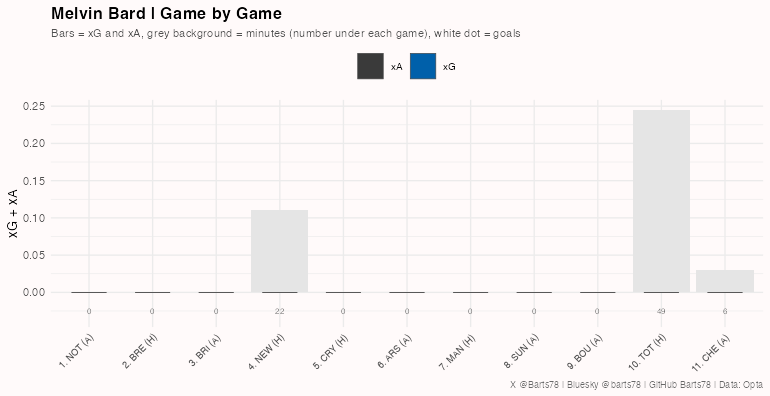 Melvin Bard | Game by Game
Bars = xG and xA, grey background = minutes (number under each game), white dot = goals
xA xG
xG + xA
0.25
0.20
0.15
0.10
0.05
0.00
0 0 0 22 0 0 0 0 0 49 6
1. NOT (A)
2. BRE (H)
3. BRI (A)
4. NEW (H)
5. CRY (H)
6. ARS (A)
7. MAN (H)
8. SUN (A)
9. BOU (A)
10. TOT (H)
11. CHE (A)
X @Barts78 | Bluesky @barts78 | GitHub Barts78 | Data: Opta